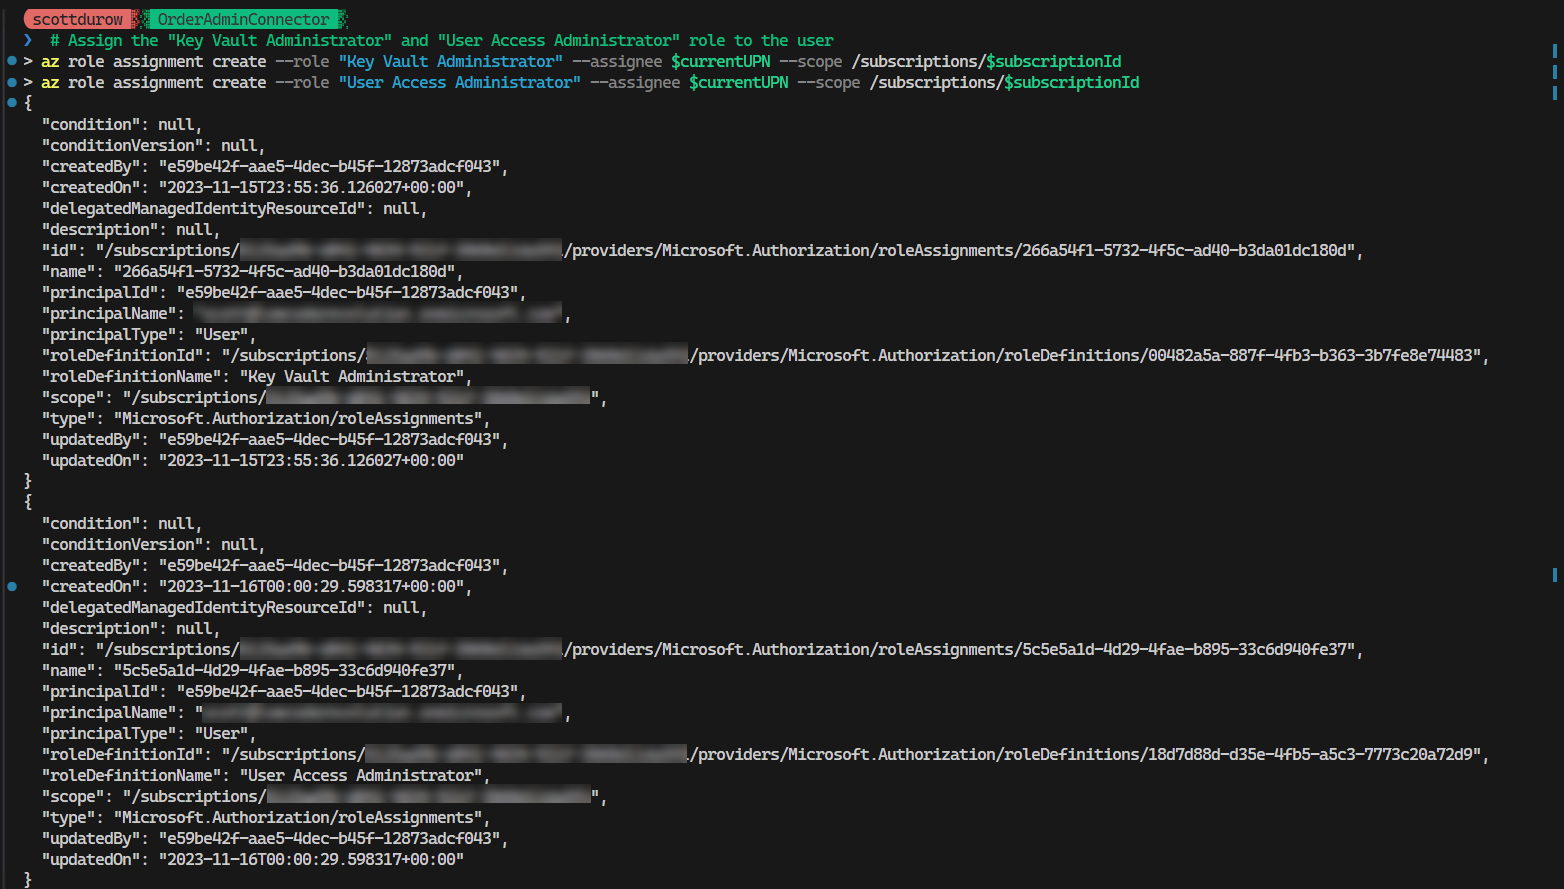 scottdurow OrderAdminConnector
❯ # Assign the "Key Vault Administrator" and "User Access Administrator" role to the user
> az role assignment create --role "Key Vault Administrator" --assignee $currentUPN --scope /subscriptions/$subscriptionId
> az role assignment create --role "User Access Administrator" --assignee $currentUPN --scope /subscriptions/$subscriptionId
{
"condition": null,
"conditionVersion": null,
"createdBy": "e59be42f-aae5-4dec-b45f-12873adcf043",
"createdOn": "2023-11-15T23:55:36.126027+00:00",
"delegatedManagedIdentityResourceId": null,
"description": null,
"id": "/subscriptions/ /providers/Microsoft.Authorization/roleAssignments/266a54f1-5732-4f5c-ad40-b3da01dc180d",
"name": "266a54f1-5732-4f5c-ad40-b3da01dc180d",
"principalId": "e59be42f-aae5-4dec-b45f-12873adcf043",
"principalName": ,
"principalType": "User",
"roleDefinitionId": "/subscriptions/ /providers/Microsoft.Authorization/roleDefinitions/00482a5a-887f-4fb3-b363-3b7fe8e74483",
"roleDefinitionName": "Key Vault Administrator",
"scope": "/subscriptions/ ",
"type": "Microsoft.Authorization/roleAssignments",
"updatedBy": "e59be42f-aae5-4dec-b45f-12873adcf043",
"updatedOn": "2023-11-15T23:55:36.126027+00:00"
}
{
"condition": null,
"conditionVersion": null,
"createdBy": "e59be42f-aae5-4dec-b45f-12873adcf043",
"createdOn": "2023-11-16T00:00:29.598317+00:00",
"delegatedManagedIdentityResourceId": null,
"description": null,
"id": "/subscriptions/ /providers/Microsoft.Authorization/roleAssignments/5c5e5a1d-4d29-4fae-b895-33c6d940fe37",
"name": "5c5e5a1d-4d29-4fae-b895-33c6d940fe37",
"principalId": "e59be42f-aae5-4dec-b45f-12873adcf043",
"principalName": " ,
"principalType": "User",
"roleDefinitionId": "/subscriptions/ /providers/Microsoft.Authorization/roleDefinitions/18d7d88d-d35e-4fb5-a5c3-7773c20a72d9",
"roleDefinitionName": "User Access Administrator",
"scope": "/subscriptions/ ",
"type": "Microsoft.Authorization/roleAssignments",
"updatedBy": "e59be42f-aae5-4dec-b45f-12873adcf043",
"updatedOn": "2023-11-16T00:00:29.598317+00:00"
}